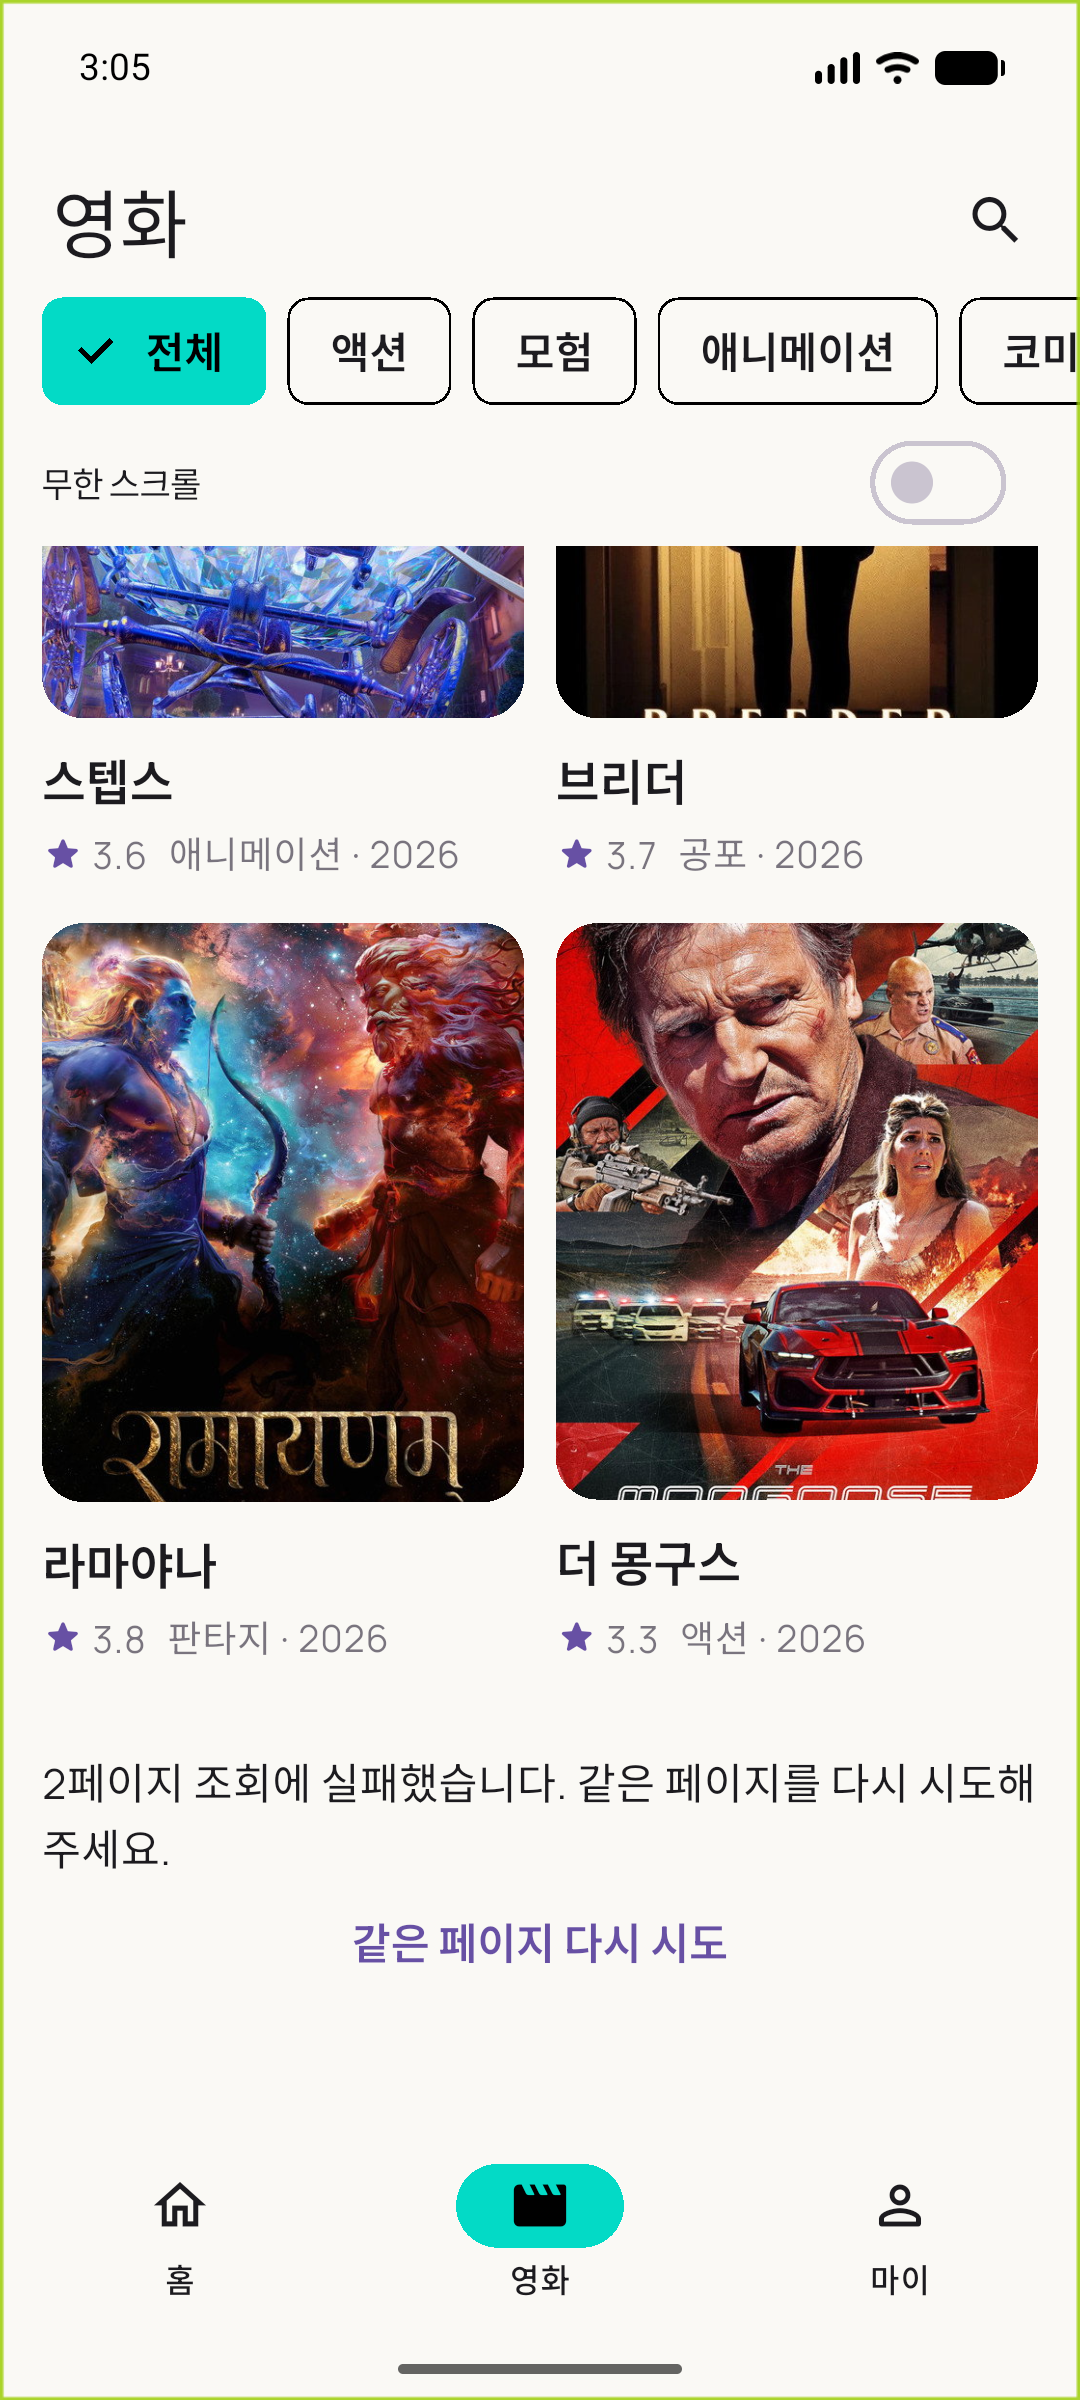 3:05
영화
전체
액션
모험
애니메이션
코미
무한 스크롤
BREEDER
스텝스
브리더
3.6 애니메이션 · 2026
3.7 공포 · 2026
रामायणम्
THE
MONGOOSE
라마야나
더 몽구스
3.8 판타지 · 2026
3.3 액션 · 2026
2페이지 조회에 실패했습니다. 같은 페이지를 다시 시도해
주세요.
같은 페이지 다시 시도
홈
영화
마이